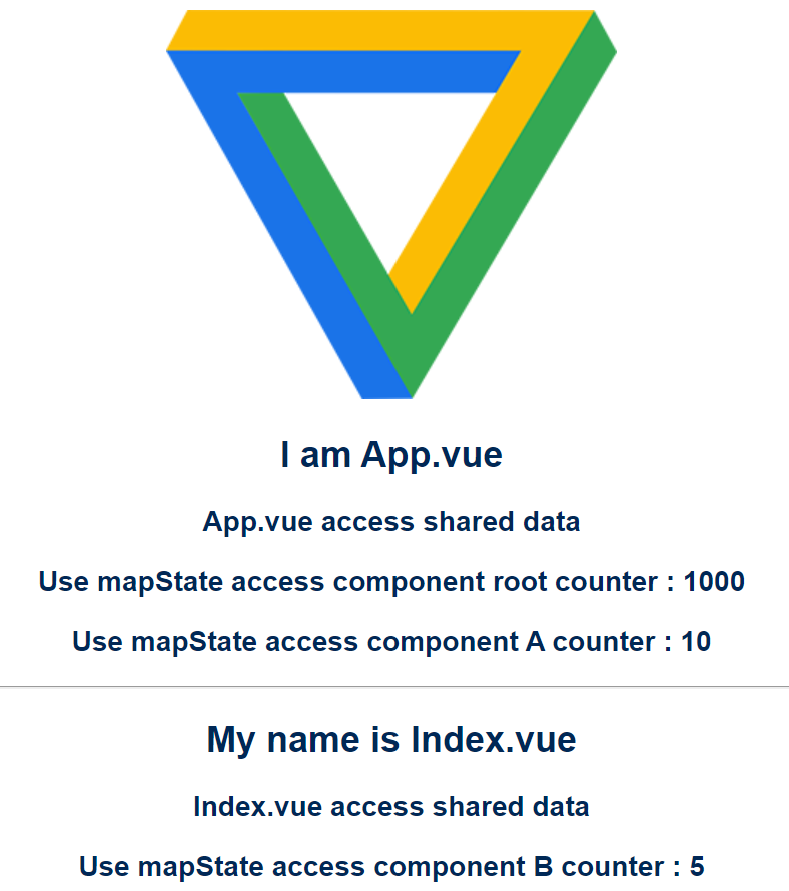 I am App.vue
App.vue access shared data
Use mapState access component root counter : 1000
Use mapState access component A counter : 10
My name is Index.vue
Index.vue access shared data
Use mapState access component B counter : 5